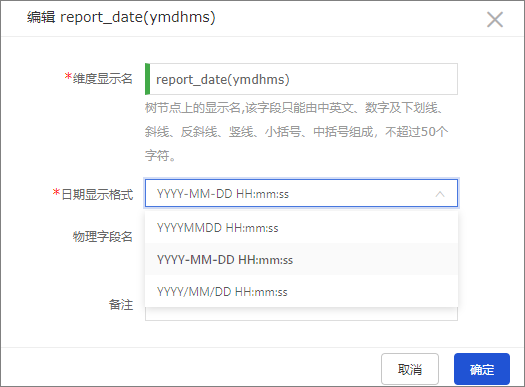 编辑 report_date(ymdhms)
*维度显示名
report_date(ymdhms)
树节点上的显示名,该字段只能由中英文、数字及下划线、
斜线、反斜线、竖线、小括号、中括号组成，不超过50个
字符。
*日期显示格式
YYYY-MM-DD HH:mm:ss
YYYYMMDD HH:mm:ss
物理字段名
YYYY-MM-DD HH:mm:ss
YYYY/MM/DD HH:mm:ss
备注
取消
确定